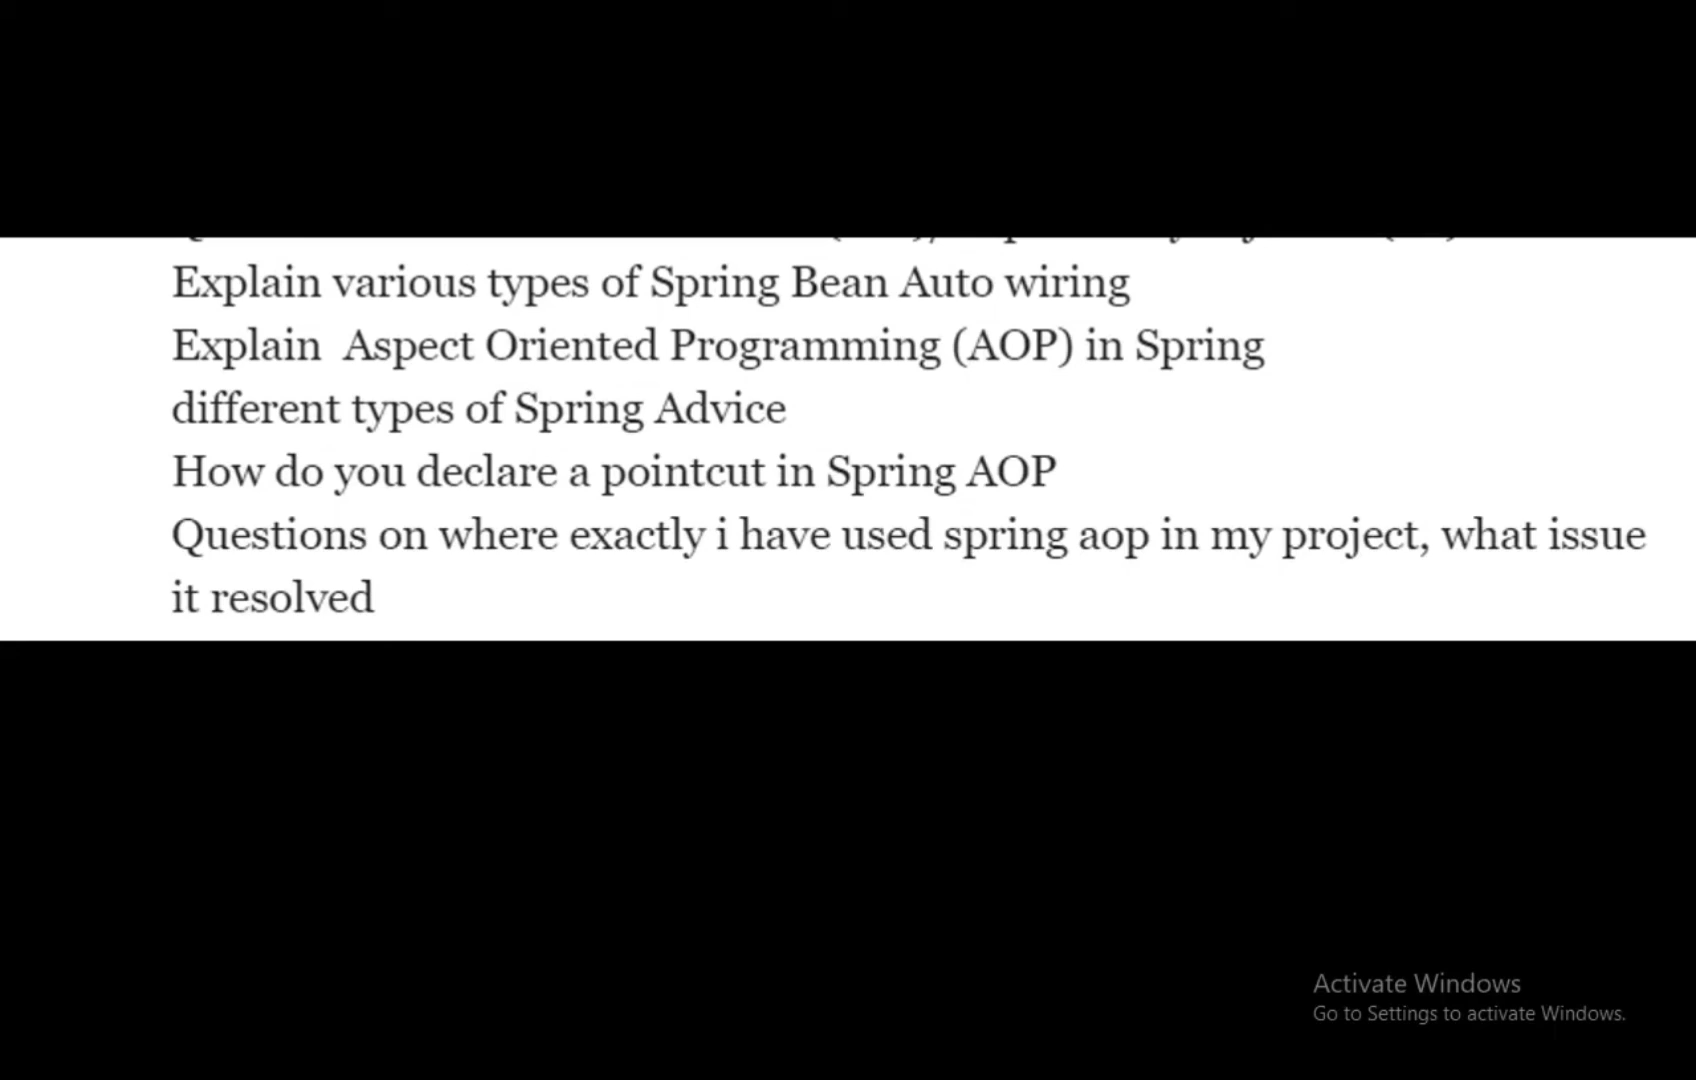 Explain various types of Spring Bean Auto wiring
Explain  Aspect Oriented Programming (AOP) in Spring
different types of Spring Advice
How do you declare a pointcut in Spring AOP
Questions on where exactly i have used spring aop in my project, what issue
it resolved
Activate Windows
Go to Settings to activate Windows.